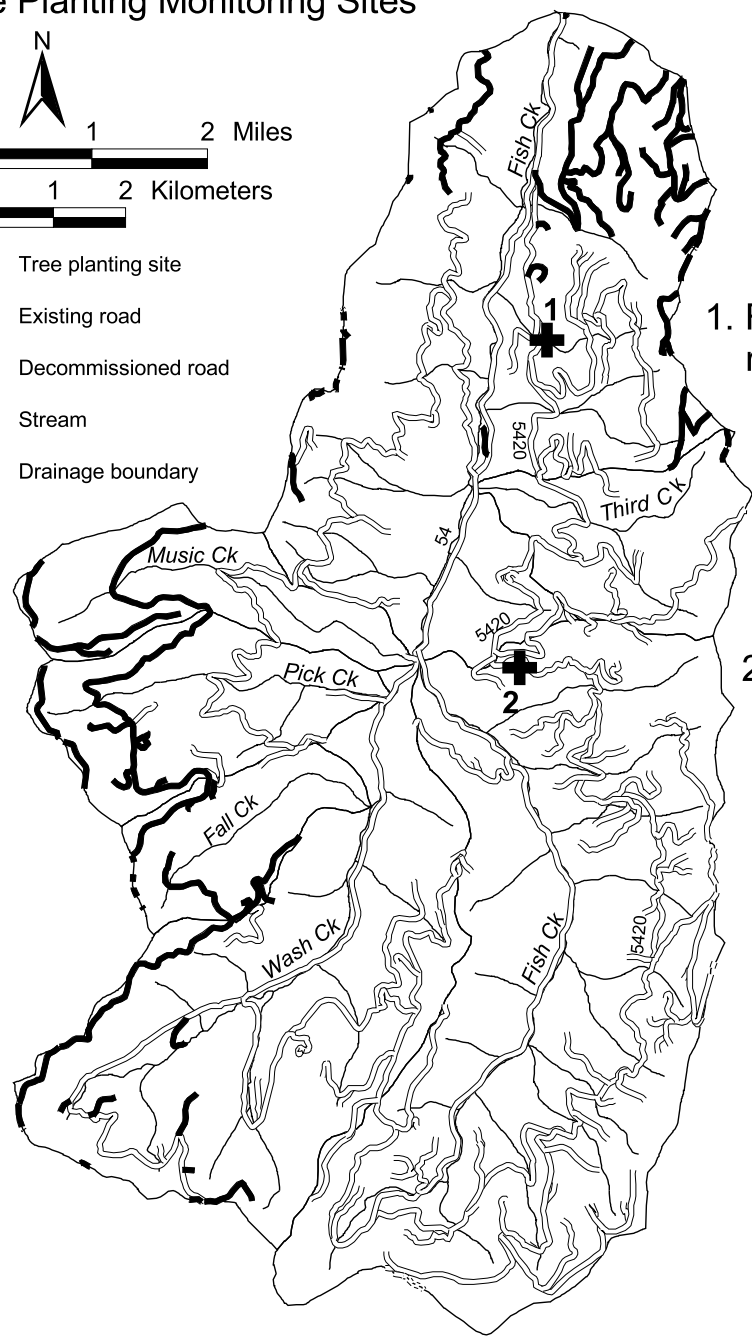 e Planting Monitoring Sites
N
1 2 Miles
1 2 Kilometers
Tree planting site
Existing road
Decommissioned road
Stream
Drainage boundary
Fish Ck
1
1.
5420
Third Ck
54
Music Ck
5420
Pick Ck
2
2
Fall Ck
Wash Ck
Fish Ck
5420